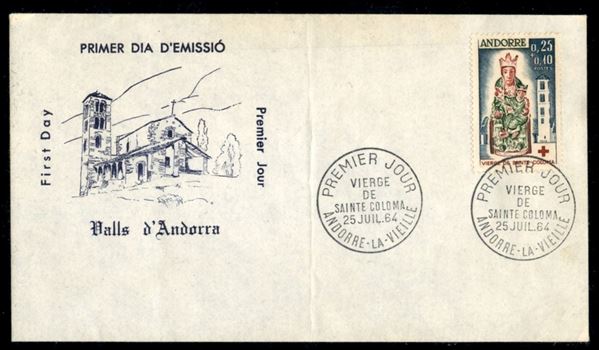 PRIMER DIA D'EMISSIÓ
First Day
Premier Jour
Valls d'Andorra
ANDORRE
0,25
+0,10
POSTES
VIERGE DE SAINTE COLOMA
PREMIER JOUR
VIERGE
DE
SAINTE COLOMA
25 JUIL. 64
ANDORRE-LA-VIEILLE
PREMIER JOUR
VIERGE
DE
SAINTE COLOMA
25 JUIL. 64
ANDORRE-LA-VIEILLE